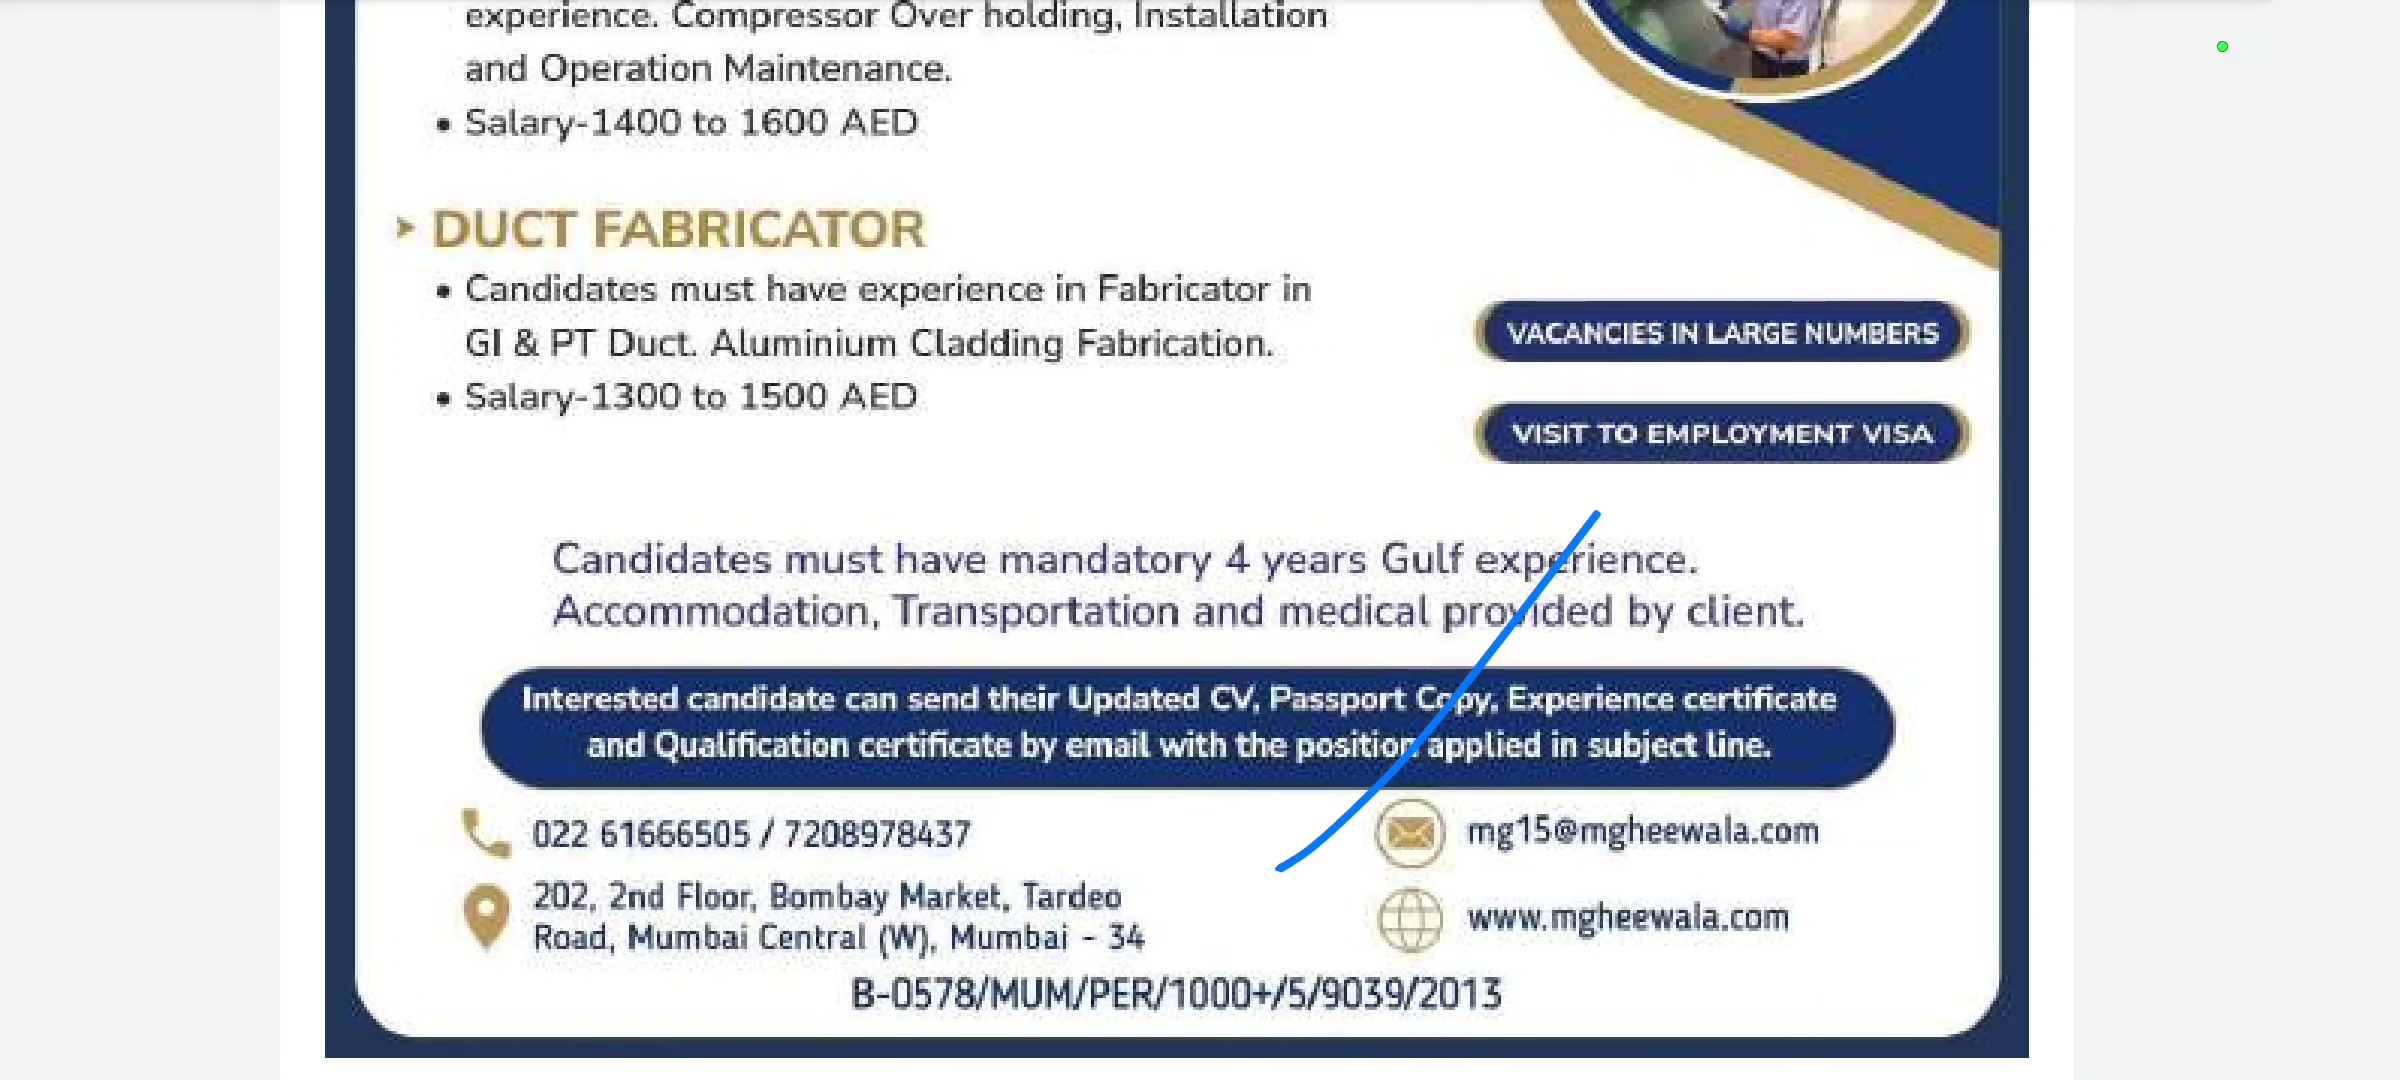 experience. Compressor Over holding, Installation
and Operation Maintenance.
• Salary-1400 to 1600 AED
DUCT FABRICATOR
• Candidates must have experience in Fabricator in
GI & PT Duct. Aluminium Cladding Fabrication.
• Salary-1300 to 1500 AED
VACANCIES IN LARGE NUMBERS
VISIT TO EMPLOYMENT VISA
Candidates must have mandatory 4 years Gulf experience.
Accommodation, Transportation and medical provided by client.
Interested candidate can send their Updated CV, Passport Copy, Experience certificate
and Qualification certificate by email with the position applied in subject line.
022 61666505 / 7208978437
mg15@mgheewala.com
202, 2nd Floor, Bombay Market, Tardeo
Road, Mumbai Central (W), Mumbai - 34
www.mgheewala.com
B-0578/MUM/PER/1000+/5/9039/2013